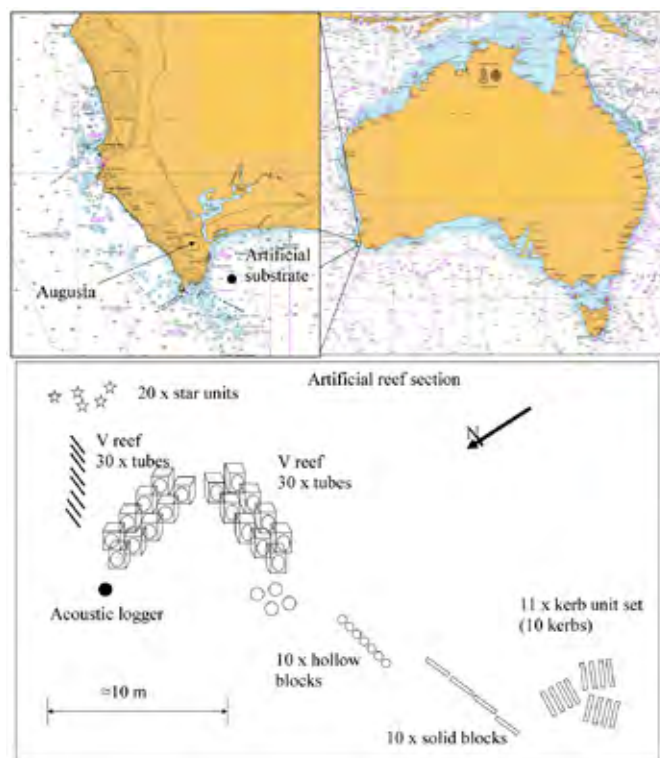 Augusta
Artificial
substrate
Artificial reef section
20 x star units
N
V reef
30 x tubes
V reef
30 x tubes
Acoustic logger
11 x kerb unit set
(10 kerbs)
10 x hollow
blocks
≈10 m
10 x solid blocks